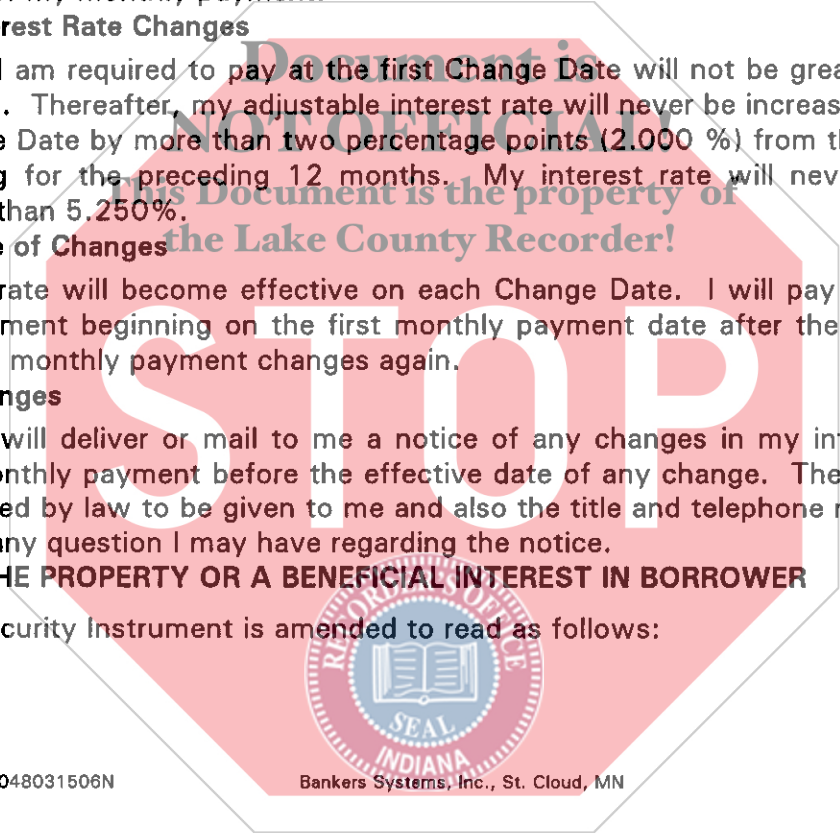 rest Rate Changes
Document is
I am required to pay at the first Change Date will not be grea
. Thereafter, my adjustable interest rate will never be increas
NOT OFFICIAL!
e Date by more than two percentage points (2.000 %) from t
g for the preceding 12 months. My interest rate will nev
This Document is the property of
than 5.250%.
the Lake County Recorder!
e of Changes
rate will become effective on each Change Date. I will pay
ment beginning on the first monthly payment date after the
monthly payment changes again.
STOP
nges
will deliver or mail to me a notice of any changes in my in
onthly payment before the effective date of any change. The
ed by law to be given to me and also the title and telephone
any question I may have regarding the notice.
HE PROPERTY OR A BENEFICIAL INTEREST IN BORROWER
curity Instrument is amended to read as follows:
RECORDER'S OFFICE
SEAL
INDIANA
048031506N
Bankers Systems, Inc., St. Cloud, MN